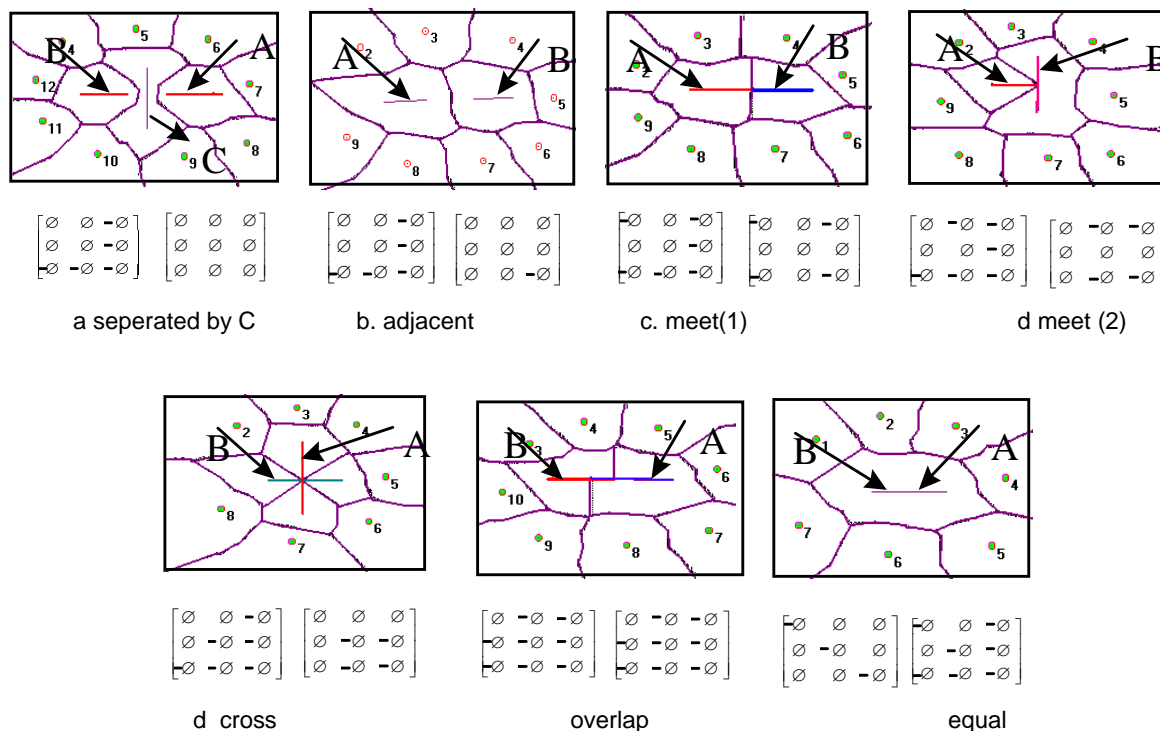 5
B 4 6 A
12 7
11
10 9 C 8
3
A 2 4 B
5
9
8 7 6
3 4 B
A 2 5
9
8 7 6
3
A 2 4 B
9 5
8 7 6
∅ ∅ -∅ ∅ ∅ ∅ ∅ ∅ -∅ ∅ ∅ ∅ -∅ ∅ -∅ -∅ ∅ -∅ ∅ -∅ -∅ ∅ -∅ -∅
∅ ∅ -∅ ∅ ∅ ∅ ∅ ∅ -∅ ∅ ∅ ∅ ∅ ∅ -∅ ∅ ∅ -∅ ∅ ∅ -∅ ∅ ∅ ∅
-∅ -∅ -∅ ∅ ∅ ∅ -∅ -∅ -∅ ∅ ∅ -∅ -∅ -∅ -∅ -∅ ∅ -∅ -∅ -∅ -∅ ∅ -∅ -∅
a seperated by C b. adjacent c. meet(1) d meet (2)
3
B 2 4 A
5
8 6
7
4 5
B 3 A
6
10
9 8 7
2
B 1 3 A
4
7 6 5
∅ ∅ -∅ ∅ ∅ ∅ ∅ -∅ -∅ ∅ -∅ -∅ -∅ ∅ ∅ -∅ ∅ -∅
∅ -∅ -∅ ∅ -∅ -∅ -∅ -∅ -∅ -∅ -∅ -∅ ∅ -∅ ∅ ∅ -∅ -∅
-∅ -∅ -∅ ∅ -∅ -∅ -∅ -∅ -∅ -∅ -∅ -∅ ∅ ∅ -∅ -∅ -∅ -∅
d cross overlap equal